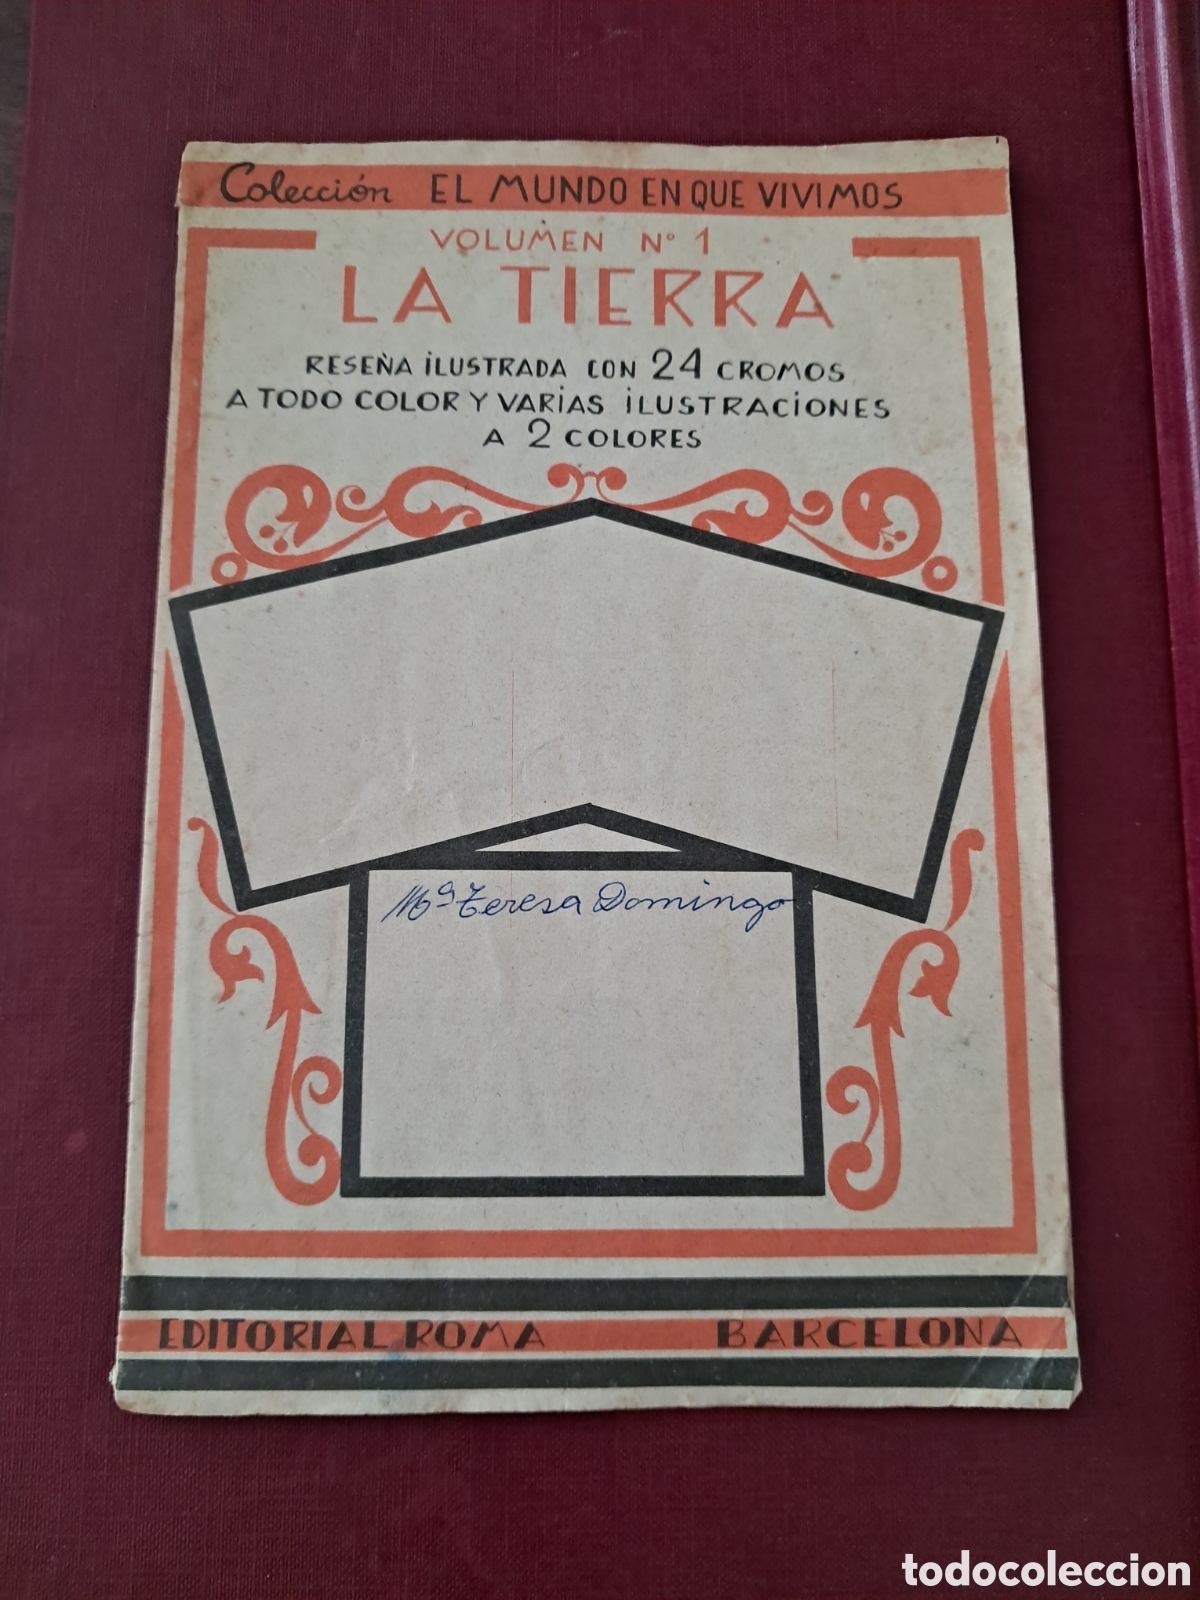 Colección EL MUNDO EN QUE VIVIMOS
VOLUMEN Nº 1
LA TIERRA
RESEÑA iLUSTRADA CON 24 CROMOS
A TODO COLOR Y VARiAS iLUSTRACiONES
A 2 COLORES
Mª Teresa Domingo
EDITORIAL ROMA BARCELONA
todocoleccion